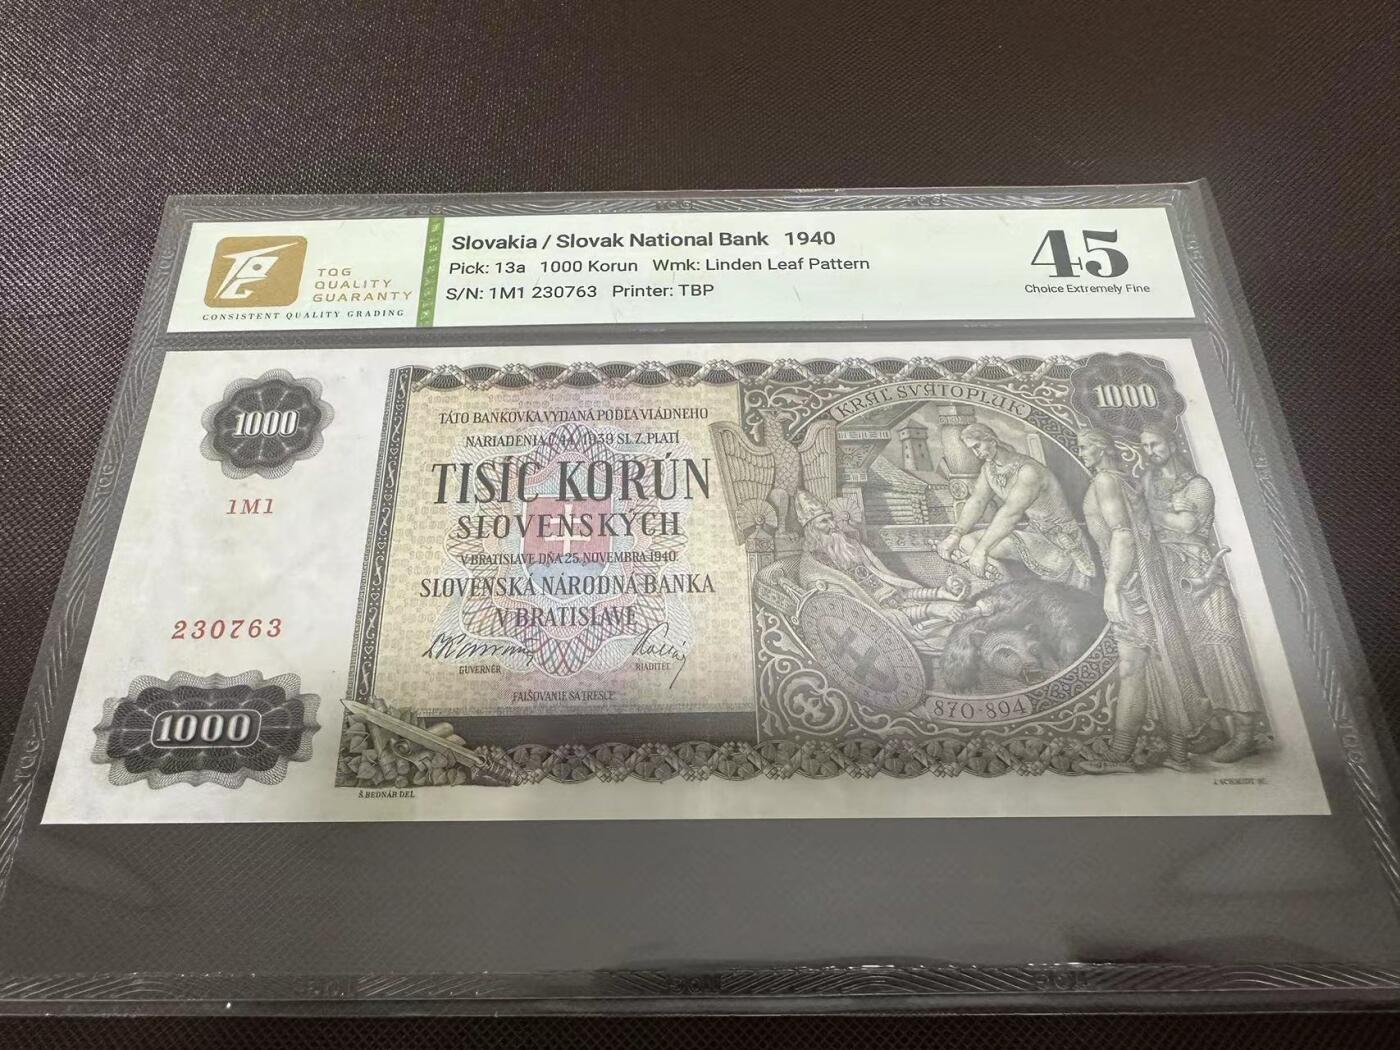 TQG
QUALITY
GUARANTY
CONSISTENT QUALITY GRADING
Slovakia / Slovak National Bank 1940
Pick: 13a 1000 Korun Wmk: Linden Leaf Pattern
S/N: 1M1 230763 Printer: TBP
45
Choice Extremely Fine
1000
1M1
230763
1000
TÁTO BANKOVKA VYDANÁ PODĽA VLÁDNEHO
NARIADENIA Č. 44/1939 SL. Z. PLATÍ
TISÍC KORÚN
SLOVENSKÝCH
V BRATISLAVE DŇA 25. NOVEMBRA 1940.
SLOVENSKÁ NÁRODNÁ BANKA
V BRATISLAVE
GUVERNÉR
RIADITEĽ
FALŠOVANIE SA TRESCE
Š. BEDNÁR DEL.
KRÁĽ SVÄTOPLUK
1000
870-894
J. SCHMIDT SC.